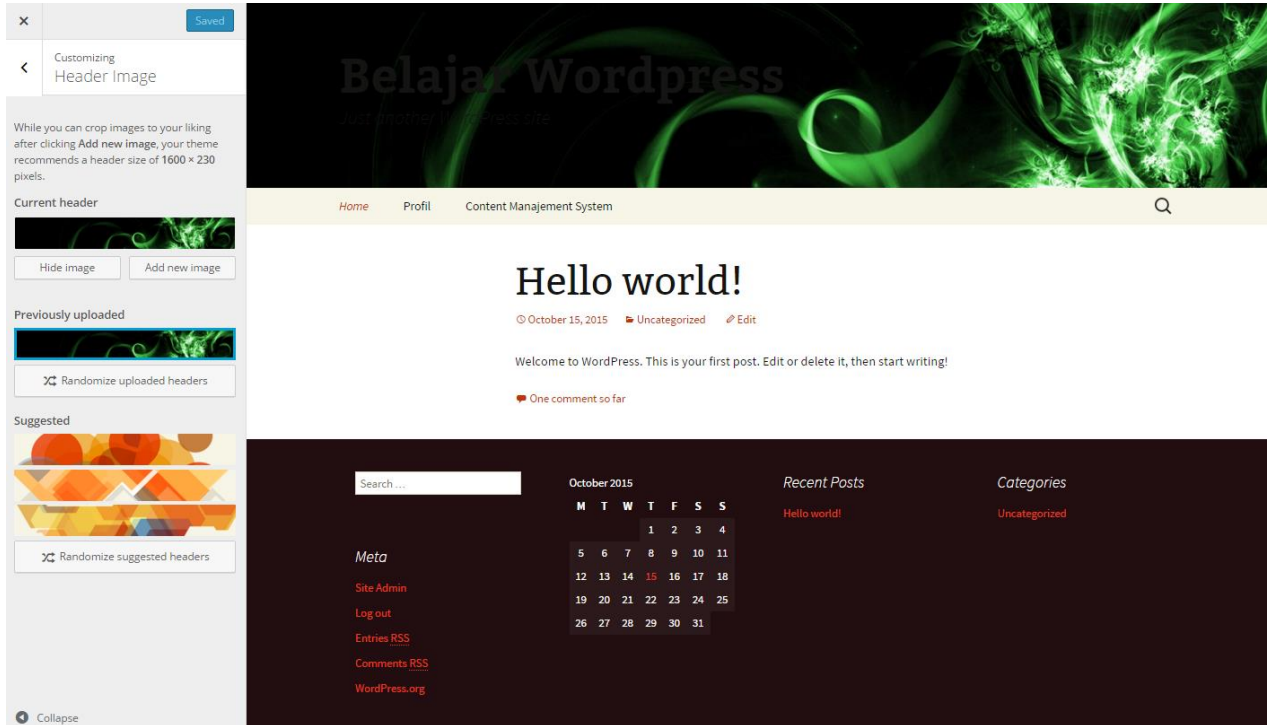 Saved
Customizing
Header Image
While you can crop images to your liking
after clicking Add new image, your theme
recommends a header size of 1600 × 230
pixels.
Current header
Hide image
Add new image
Previously uploaded
Randomize uploaded headers
Suggested
Randomize suggested headers
Collapse
Belajar Wordpress
Just another WordPress site
Home Profil Content Manajement System
Hello world!
October 15, 2015 Uncategorized Edit
Welcome to WordPress. This is your first post. Edit or delete it, then start writing!
One comment so far
Search ...
Meta
Site Admin
Log out
Entries RSS
Comments RSS
WordPress.org
October 2015
M T W T F S S
1 2 3 4
5 6 7 8 9 10 11
12 13 14 15 16 17 18
19 20 21 22 23 24 25
26 27 28 29 30 31
Recent Posts
Hello world!
Categories
Uncategorized